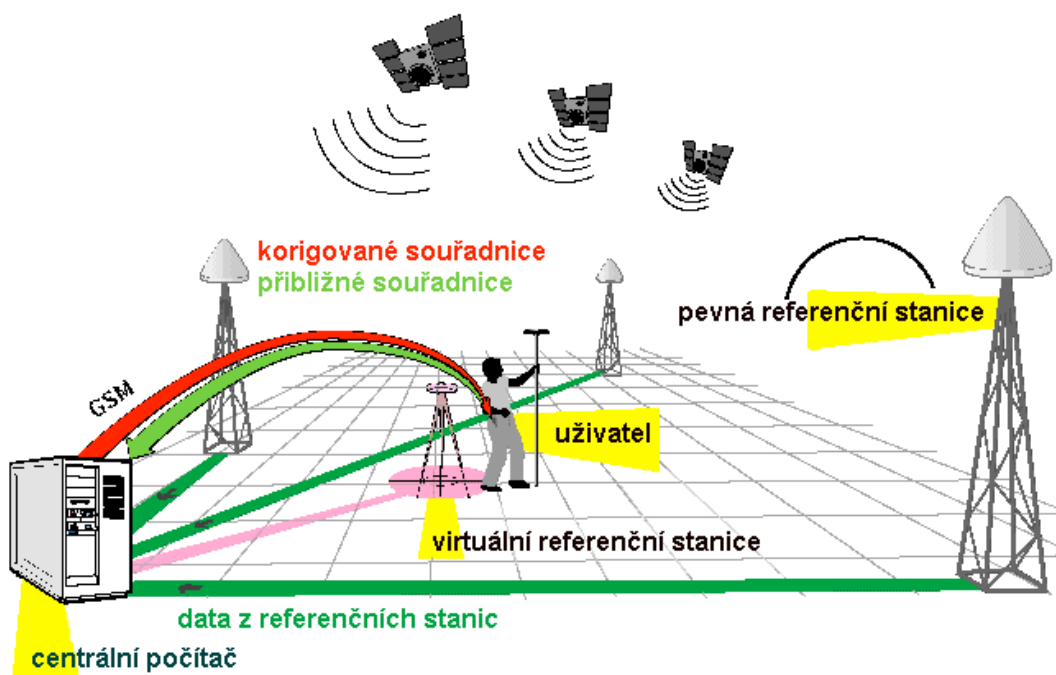 korigované souřadnice
přibližné souřadnice
pevná referenční stanice
GSM
uživatel
virtuální referenční stanice
data z referenčních stanic
centrální počítač